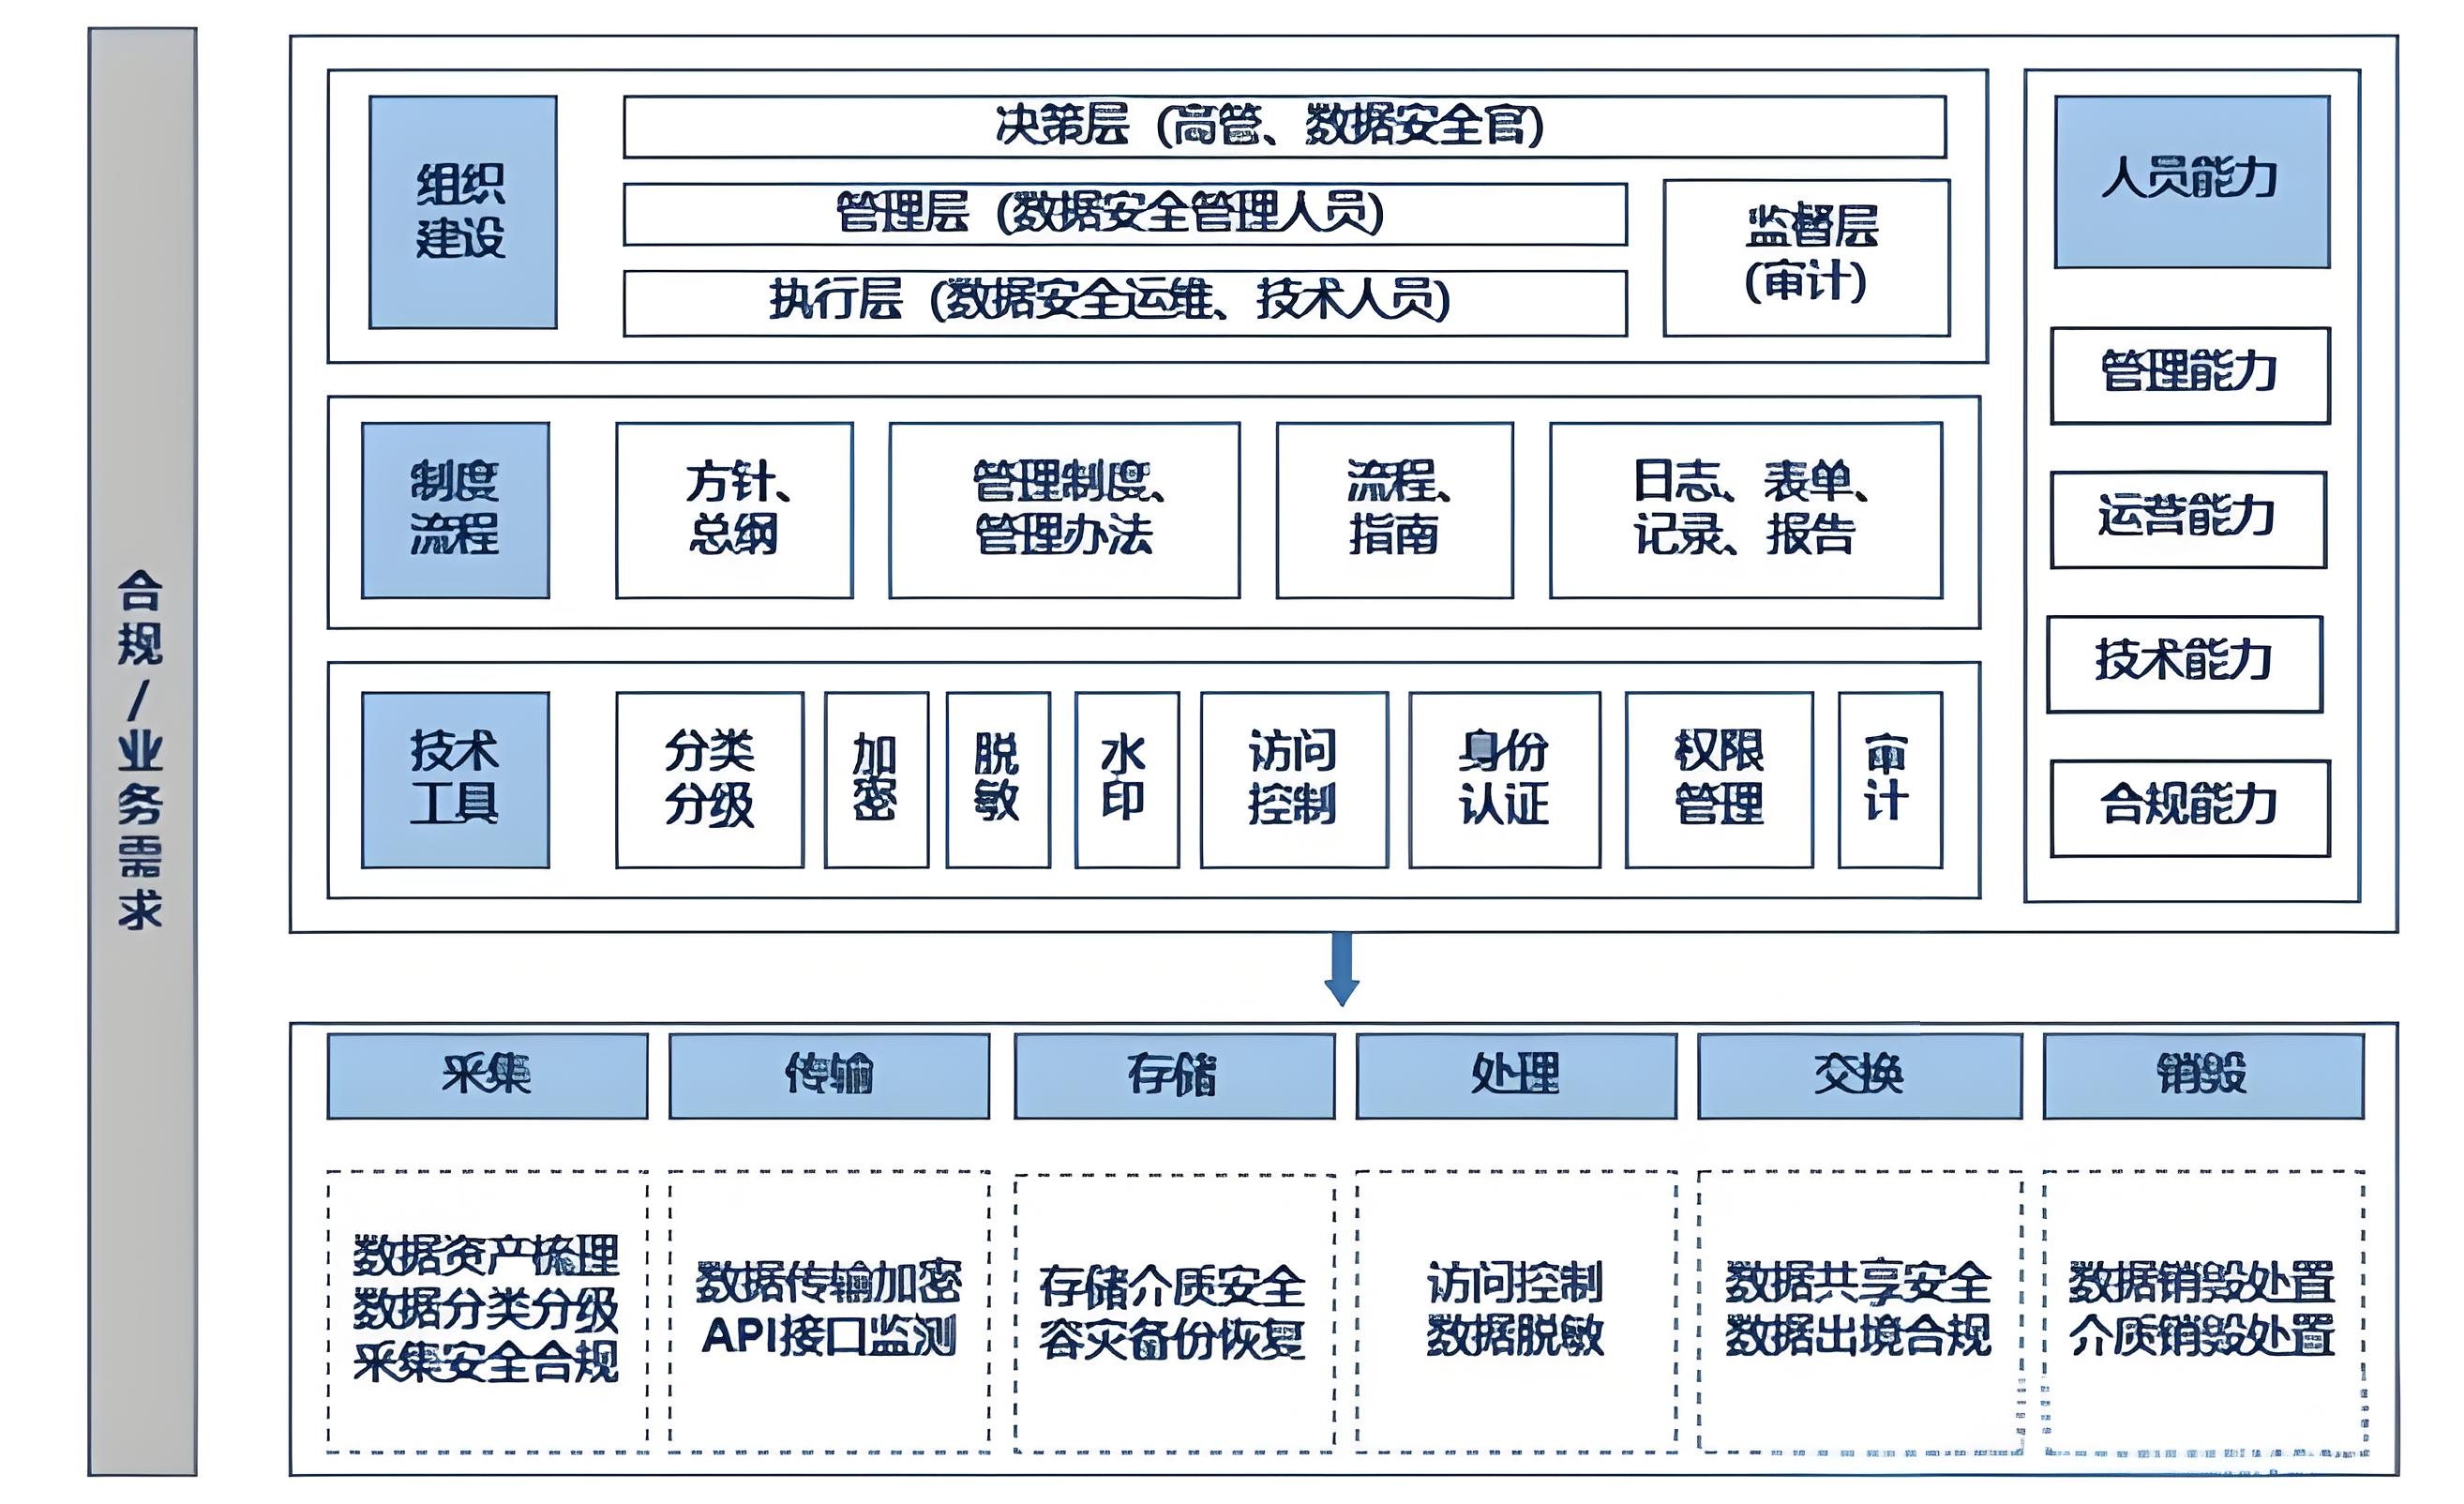 合规/业务需求
组织
建设
决策层（高管、数据安全官）
管理层（数据安全管理人员）
执行层（数据安全运维、技术人员）
监督层
(审计)
制度
流程
方针、
总纲
管理制度、
管理办法
流程、
指南
日志、表单、
记录、报告
技术
工具
分类
分级
加
密
脱
敏
水
印
访问
控制
身份
认证
权限
管理
审
计
人员能力
管理能力
运营能力
技术能力
合规能力
采集
传输
存储
处理
交换
销毁
数据资产梳理
数据分类分级
采集安全合规
数据传输加密
API接口监测
存储介质安全
容灾备份恢复
访问控制
数据脱敏
数据共享安全
数据出境合规
数据销毁处置
介质销毁处置